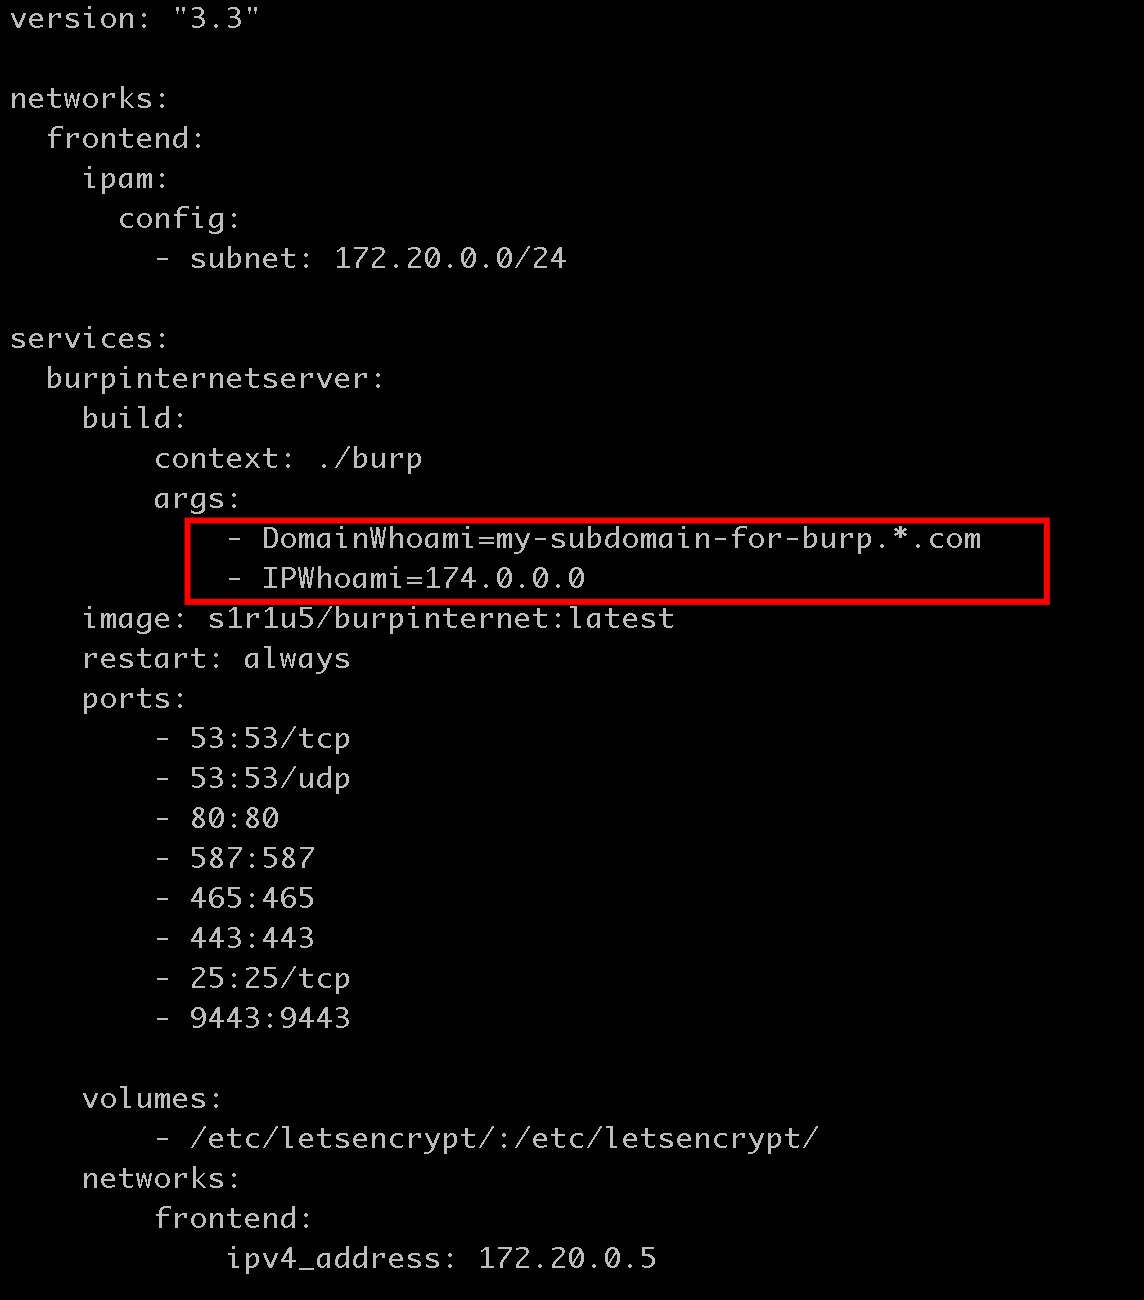 version: "3.3"

networks:
  frontend:
    ipam:
      config:
        - subnet: 172.20.0.0/24

services:
  burpinternetserver:
    build:
        context: ./burp
        args:
            - DomainWhoami=my-subdomain-for-burp.*.com
            - IPWhoami=174.0.0.0
    image: s1r1u5/burpinternet:latest
    restart: always
    ports:
        - 53:53/tcp
        - 53:53/udp
        - 80:80
        - 587:587
        - 465:465
        - 443:443
        - 25:25/tcp
        - 9443:9443

    volumes:
        - /etc/letsencrypt/:/etc/letsencrypt/
    networks:
        frontend:
            ipv4_address: 172.20.0.5